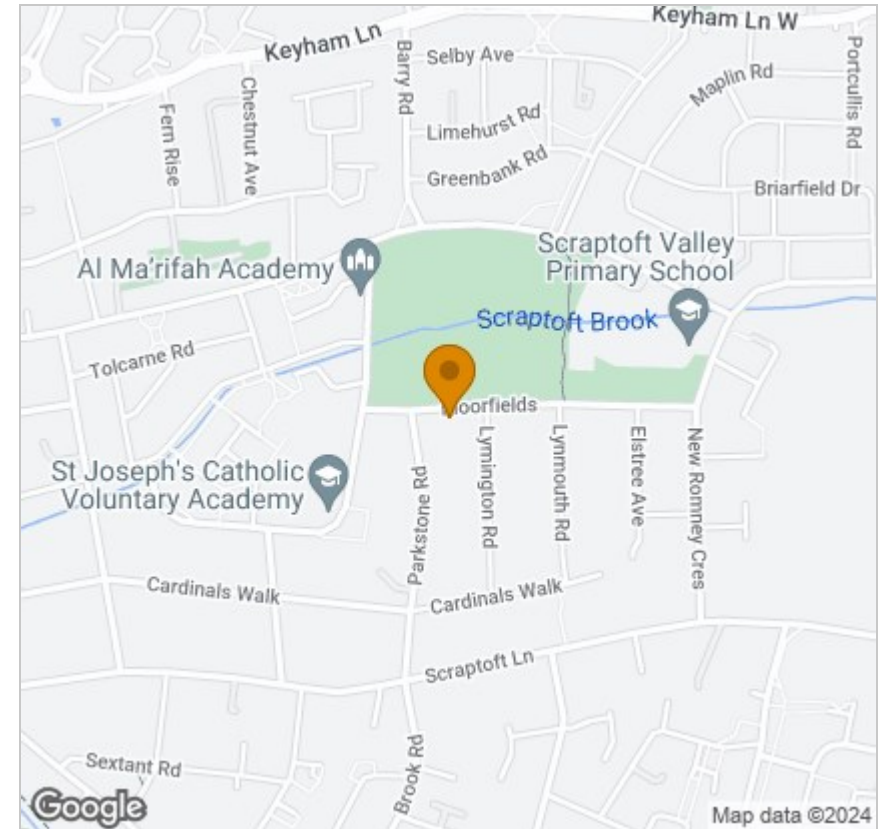 Keyham Ln
Keyham Ln W
Barry Rd
Selby Ave
Portcullis Rd
Maplin Rd
Fern Rise
Chestnut Ave
Limehurst Rd
Greenbank Rd
Briarfield Dr
Al Ma'rifah Academy
Scraptoft Valley
Primary School
Scraptoft Brook
Tolcarne Rd
Moorfields
St Joseph's Catholic
Voluntary Academy
Parkstone Rd
Lymington Rd
Lynmouth Rd
Elstree Ave
New Romney Cres
Cardinals Walk
Cardinals Walk
Scraptoft Ln
Sextant Rd
Brook Rd
Google
Map data ©2024